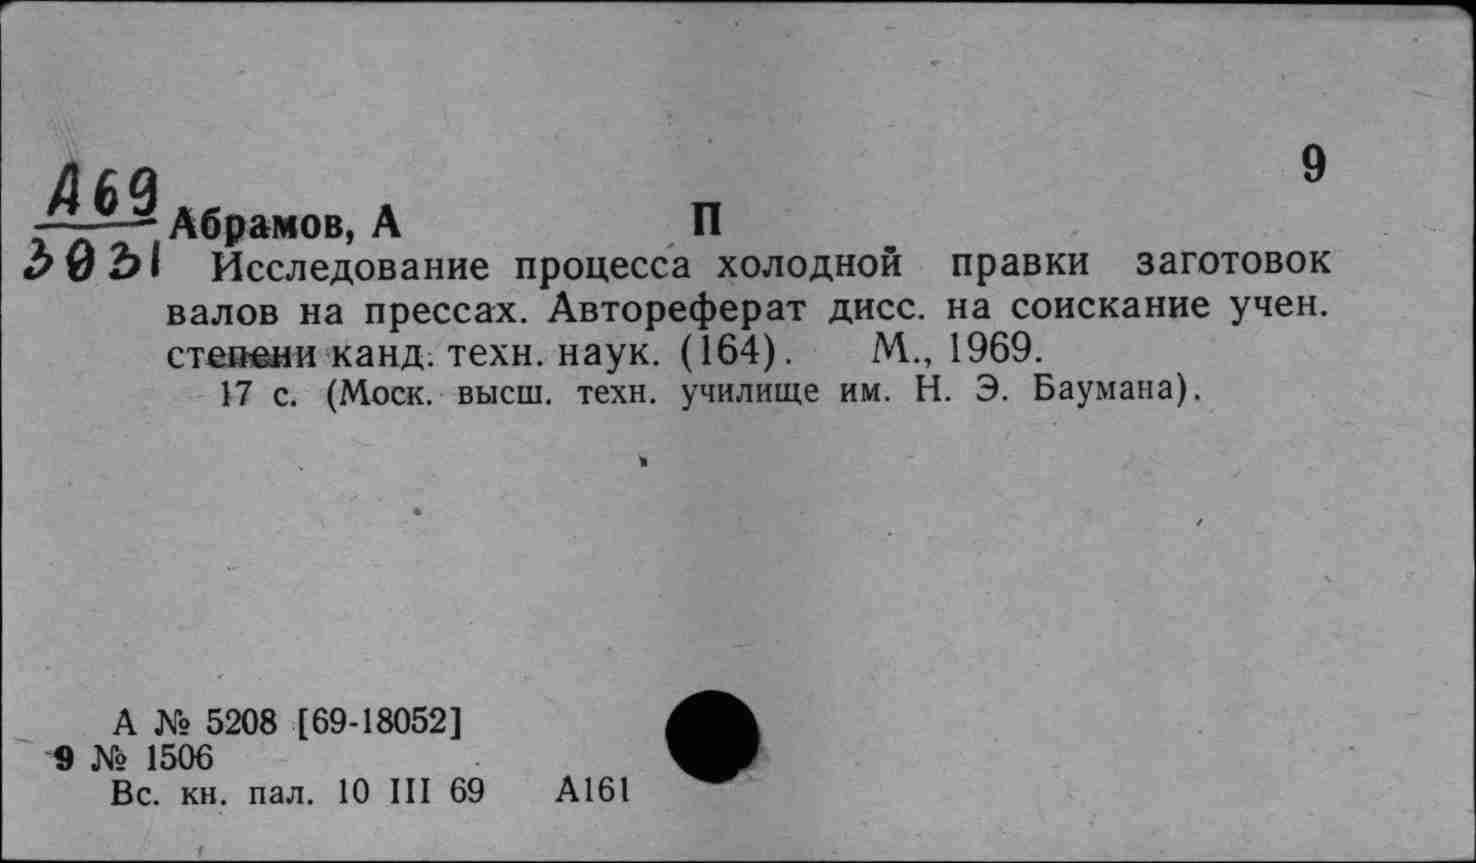 9
А69
Абрамов, А П
3031
Исследование процесса холодной правки заготовок
валов на прессах. Автореферат дисс. на соискание учен.
степени канд. техн. наук. (164). М., 1969.
17 с. (Моск. высш. техн. училище им. Н. Э. Баумана).
А № 5208 [69-18052]
9 № 1506
Вс. кн. пал. 10 III 69 А161